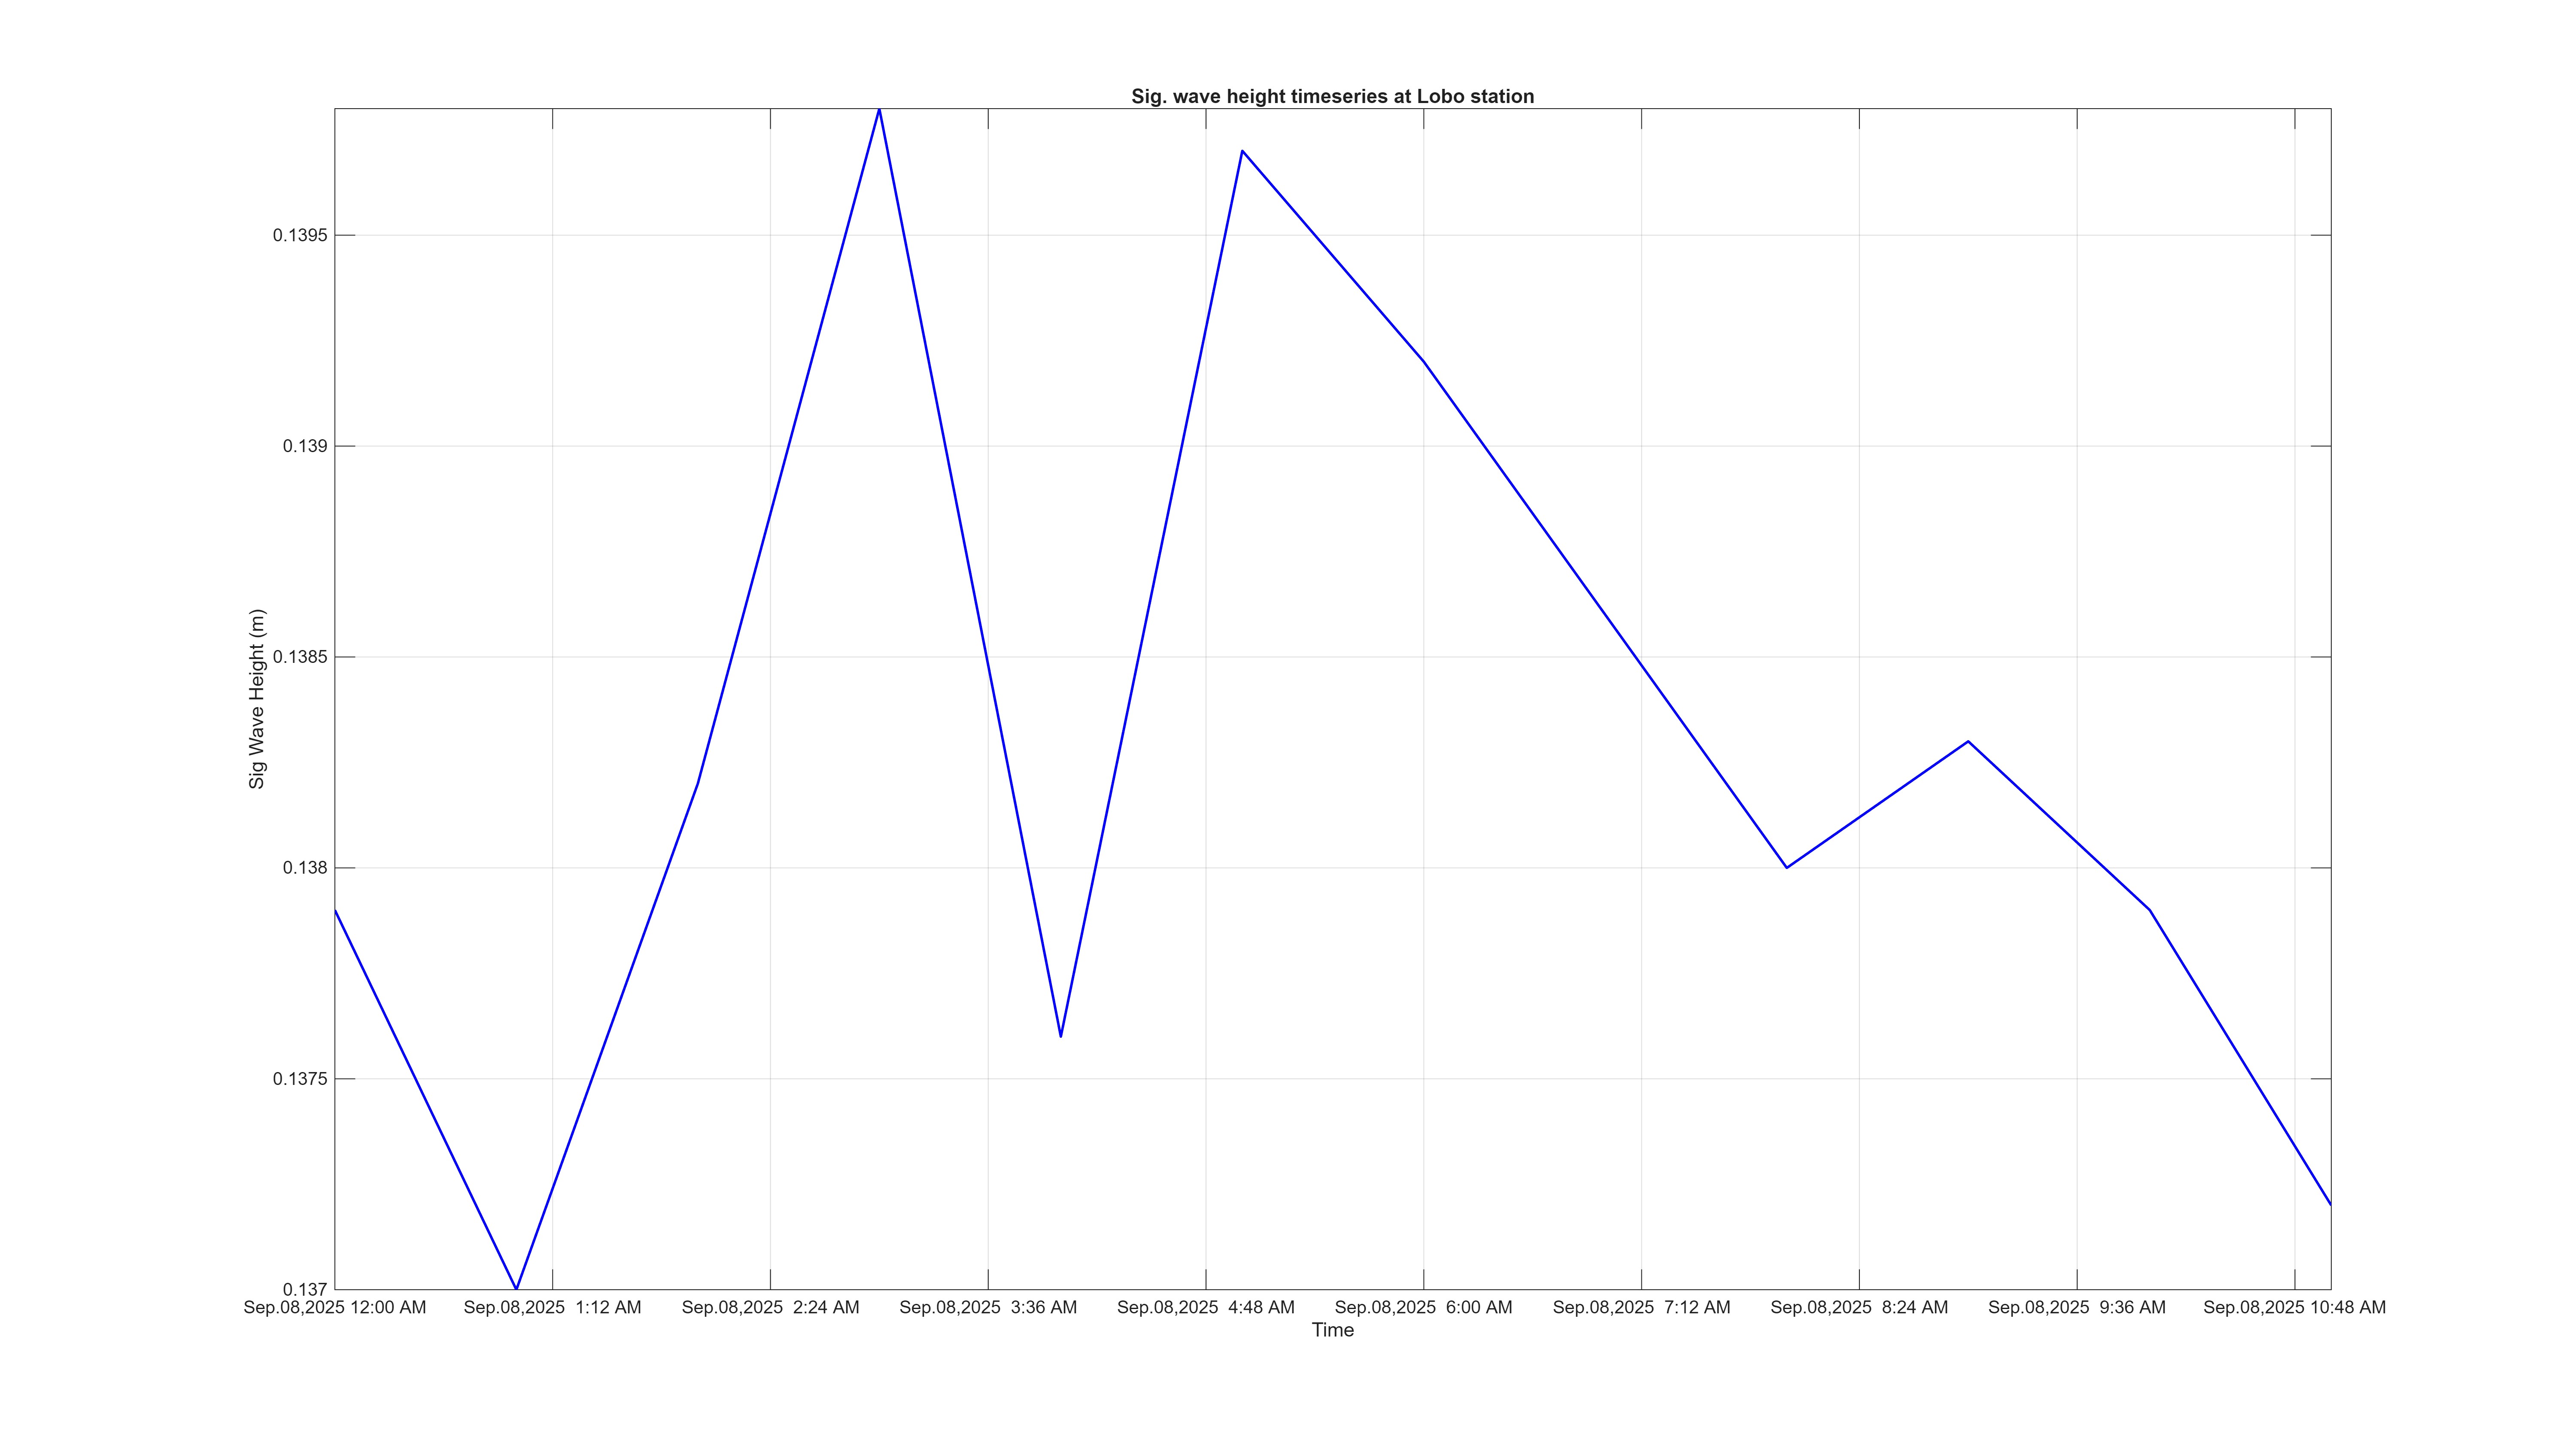 Sig. wave height timeseries at Lobo station
Sig Wave Height (m)
0.1395
0.139
0.1385
0.138
0.1375
0.137
Sep.08,2025 12:00 AM
Sep.08,2025  1:12 AM
Sep.08,2025  2:24 AM
Sep.08,2025  3:36 AM
Sep.08,2025  4:48 AM
Sep.08,2025  6:00 AM
Sep.08,2025  7:12 AM
Sep.08,2025  8:24 AM
Sep.08,2025  9:36 AM
Sep.08,2025 10:48 AM
Time